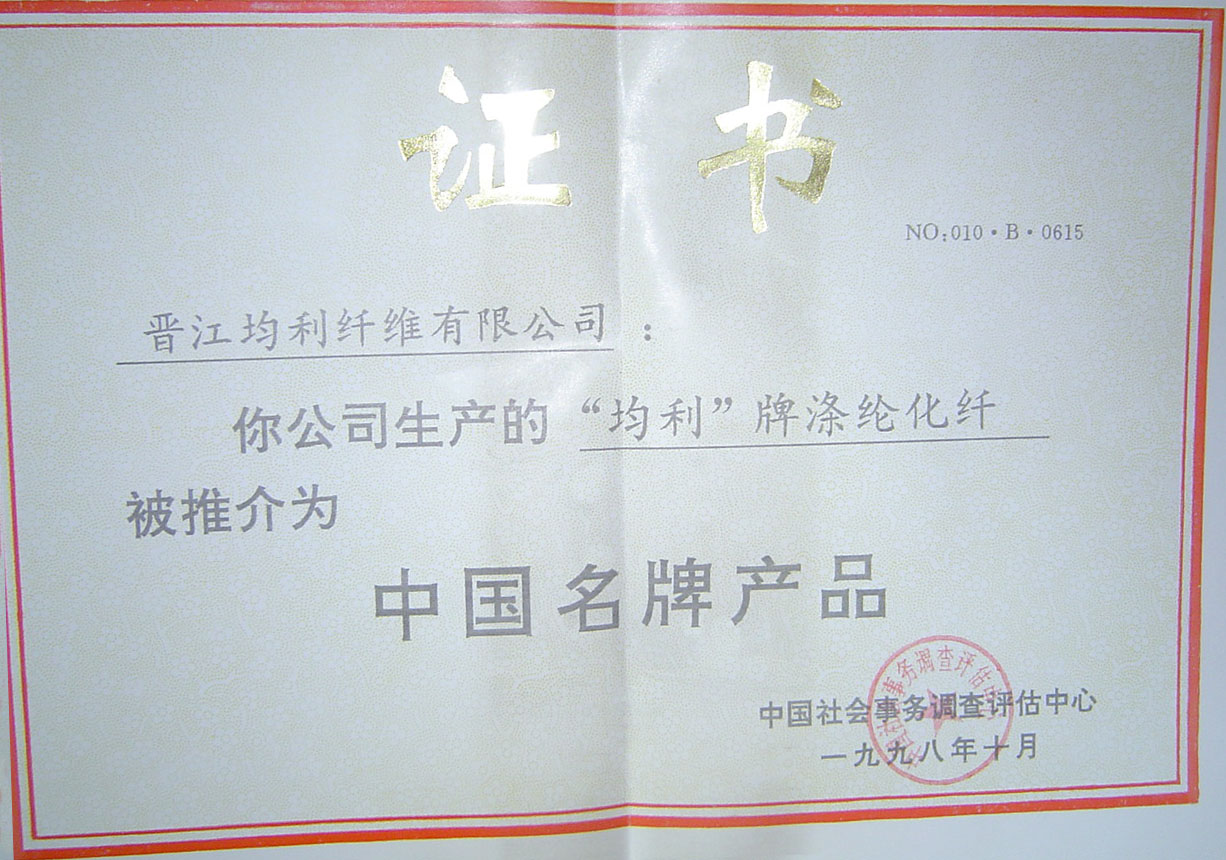 证书
NO:010·B·0615
晋江均利纤维有限公司：
你公司生产的“均利”牌涤纶化纤
被推介为
中国名牌产品
中国社会事务调查评估中心
一九九八年十月